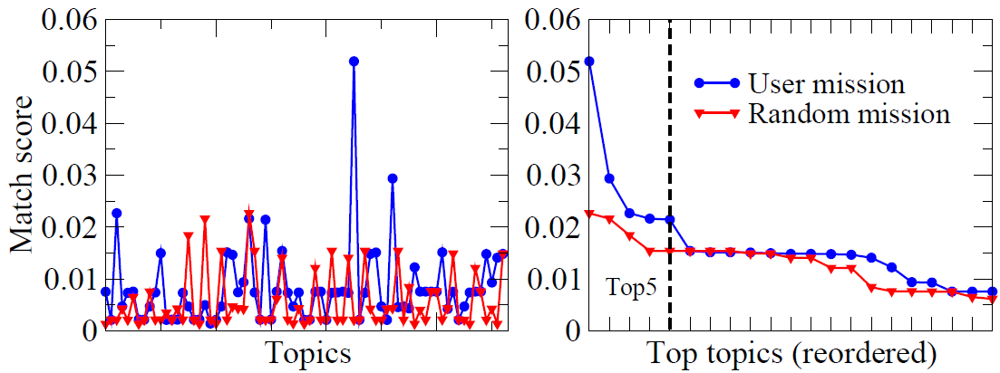 0.06
0.05
0.04
0.03
0.02
0.01
0
Match score
Topics
0.06
0.05
0.04
0.03
0.02
0.01
0
User mission
Random mission
Top5
Top topics (reordered)